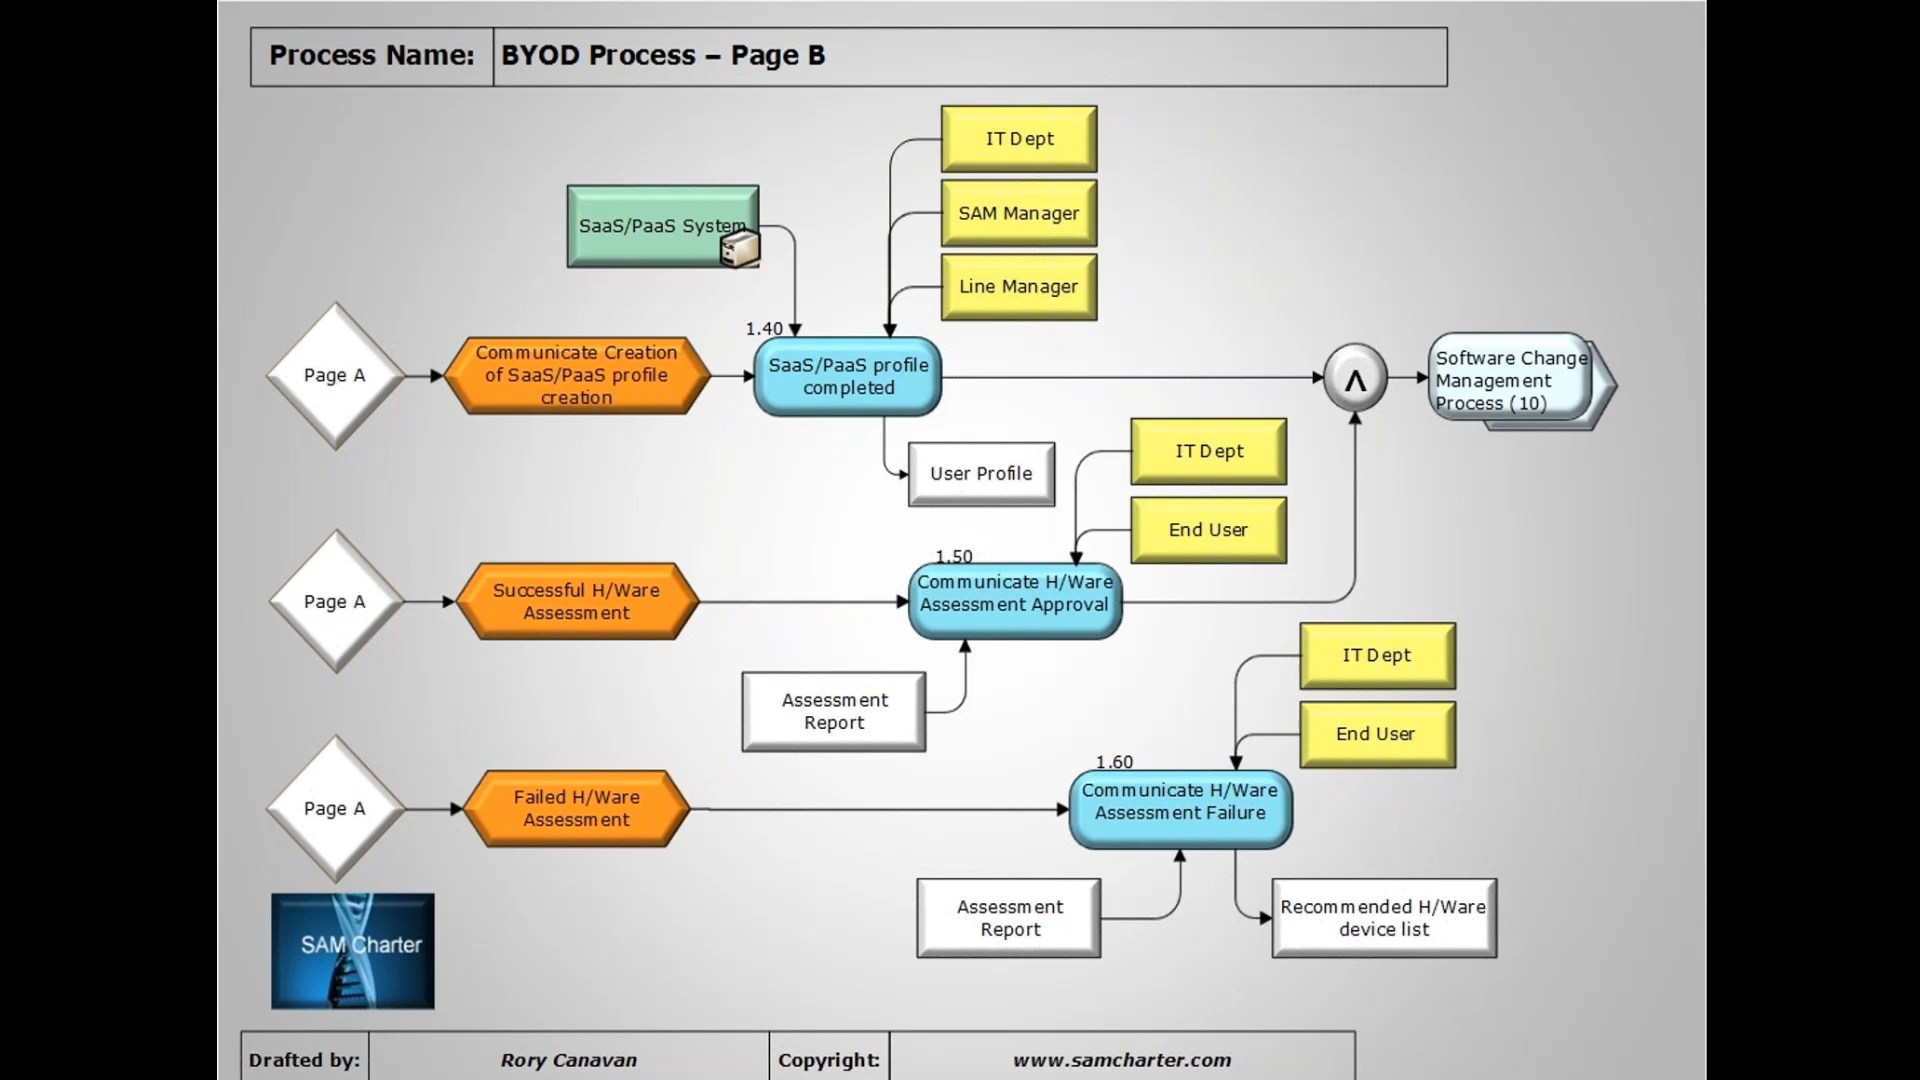 Process Name:
BYOD Process – Page B
IT Dept
SAM Manager
Line Manager
SaaS/PaaS System
1.40
Page A
Communicate Creation
of SaaS/PaaS profile
creation
SaaS/PaaS profile
completed
Λ
Software Change
Management
Process (10)
User Profile
IT Dept
End User
1.50
Page A
Successful H/Ware
Assessment
Communicate H/Ware
Assessment Approval
Assessment
Report
IT Dept
End User
1.60
Page A
Failed H/Ware
Assessment
Communicate H/Ware
Assessment Failure
Assessment
Report
Recommended H/Ware
device list
SAM Charter
Drafted by:
Rory Canavan
Copyright:
www.samcharter.com